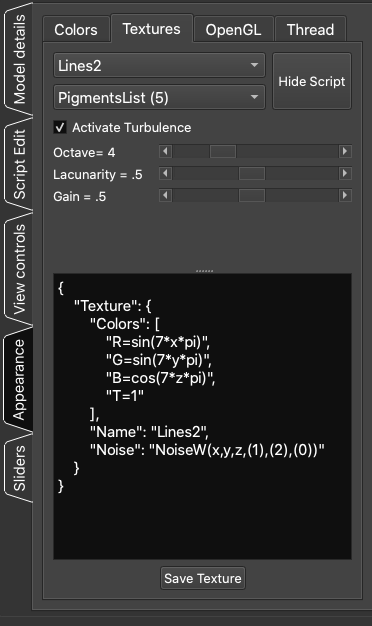 Model details
Script Edit
View controls
Appearance
Sliders
Colors Textures OpenGL Thread
Lines2
Hide Script
PigmentsList (5)
Activate Turbulence
Octave= 4
Lacunarity = .5
Gain = .5
{
"Texture": {
"Colors": [
"R=sin(7*x*pi)",
"G=sin(7*y*pi)",
"B=cos(7*z*pi)",
"T=1"
],
"Name": "Lines2",
"Noise": "NoiseW(x,y,z,(1),(2),(0))"
}
}
Save Texture